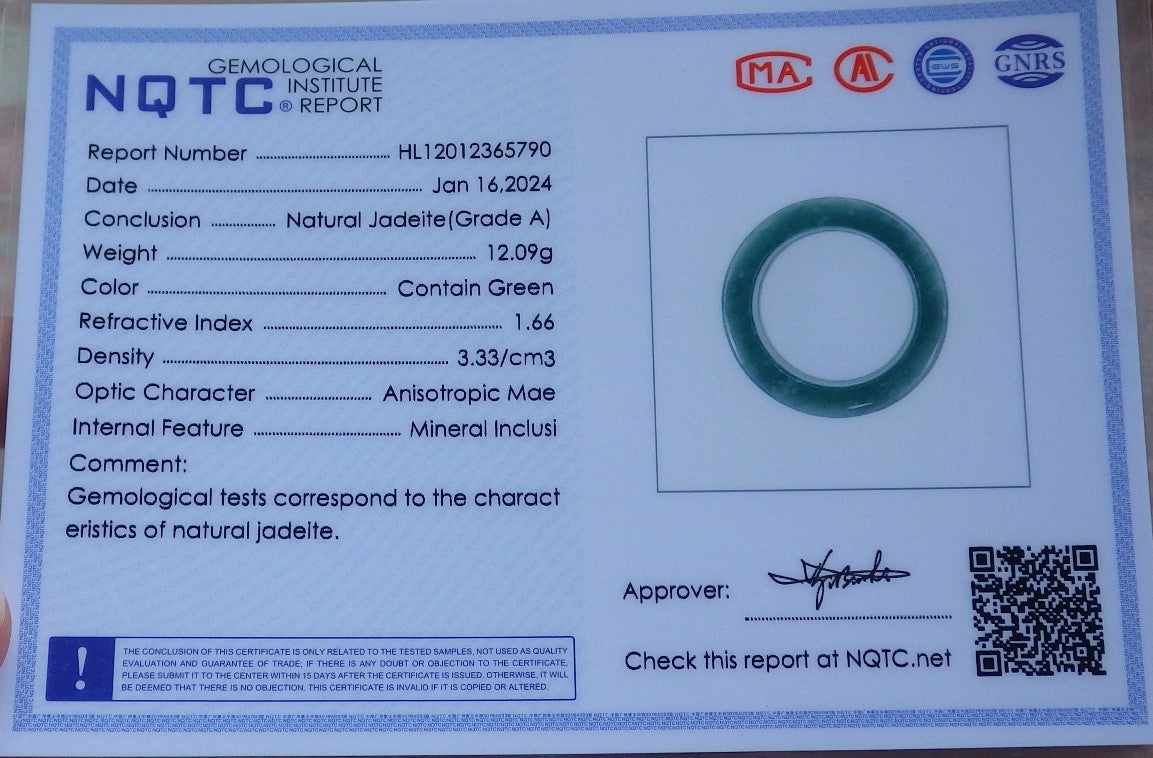 GEMOLOGICAL
NQTC® INSTITUTE
REPORT
MA
GNRS
Report Number ........ HL12012365790
Date ........ Jan 16,2024
Conclusion ........ Natural Jadeite(Grade A)
Weight ........ 12.09g
Color ........ Contain Green
Refractive Index ........ 1.66
Density ........ 3.33/cm3
Optic Character ........ Anisotropic Mae
Internal Feature ........ Mineral Inclusi
Comment:
Gemological tests correspond to the charact
eristics of natural jadeite.
Approver:
Check this report at NQTC.net
!
THE CONCLUSION OF THIS CERTIFICATE IS ONLY RELATED TO THE TESTED SAMPLES, NOT USED AS QUALITY
EVALUATION AND GUARANTEE OF TRADE; IF THERE IS ANY DOUBT OR OBJECTION TO THE CERTIFICATE,
PLEASE SUBMIT IT TO THE CENTER WITHIN 15 DAYS AFTER THE CERTIFICATE IS ISSUED. OTHERWISE, IT WILL
BE DEEMED THAT THERE IS NO OBJECTION. THIS CERTIFICATE IS INVALID IF IT IS COPIED OR ALTERED.